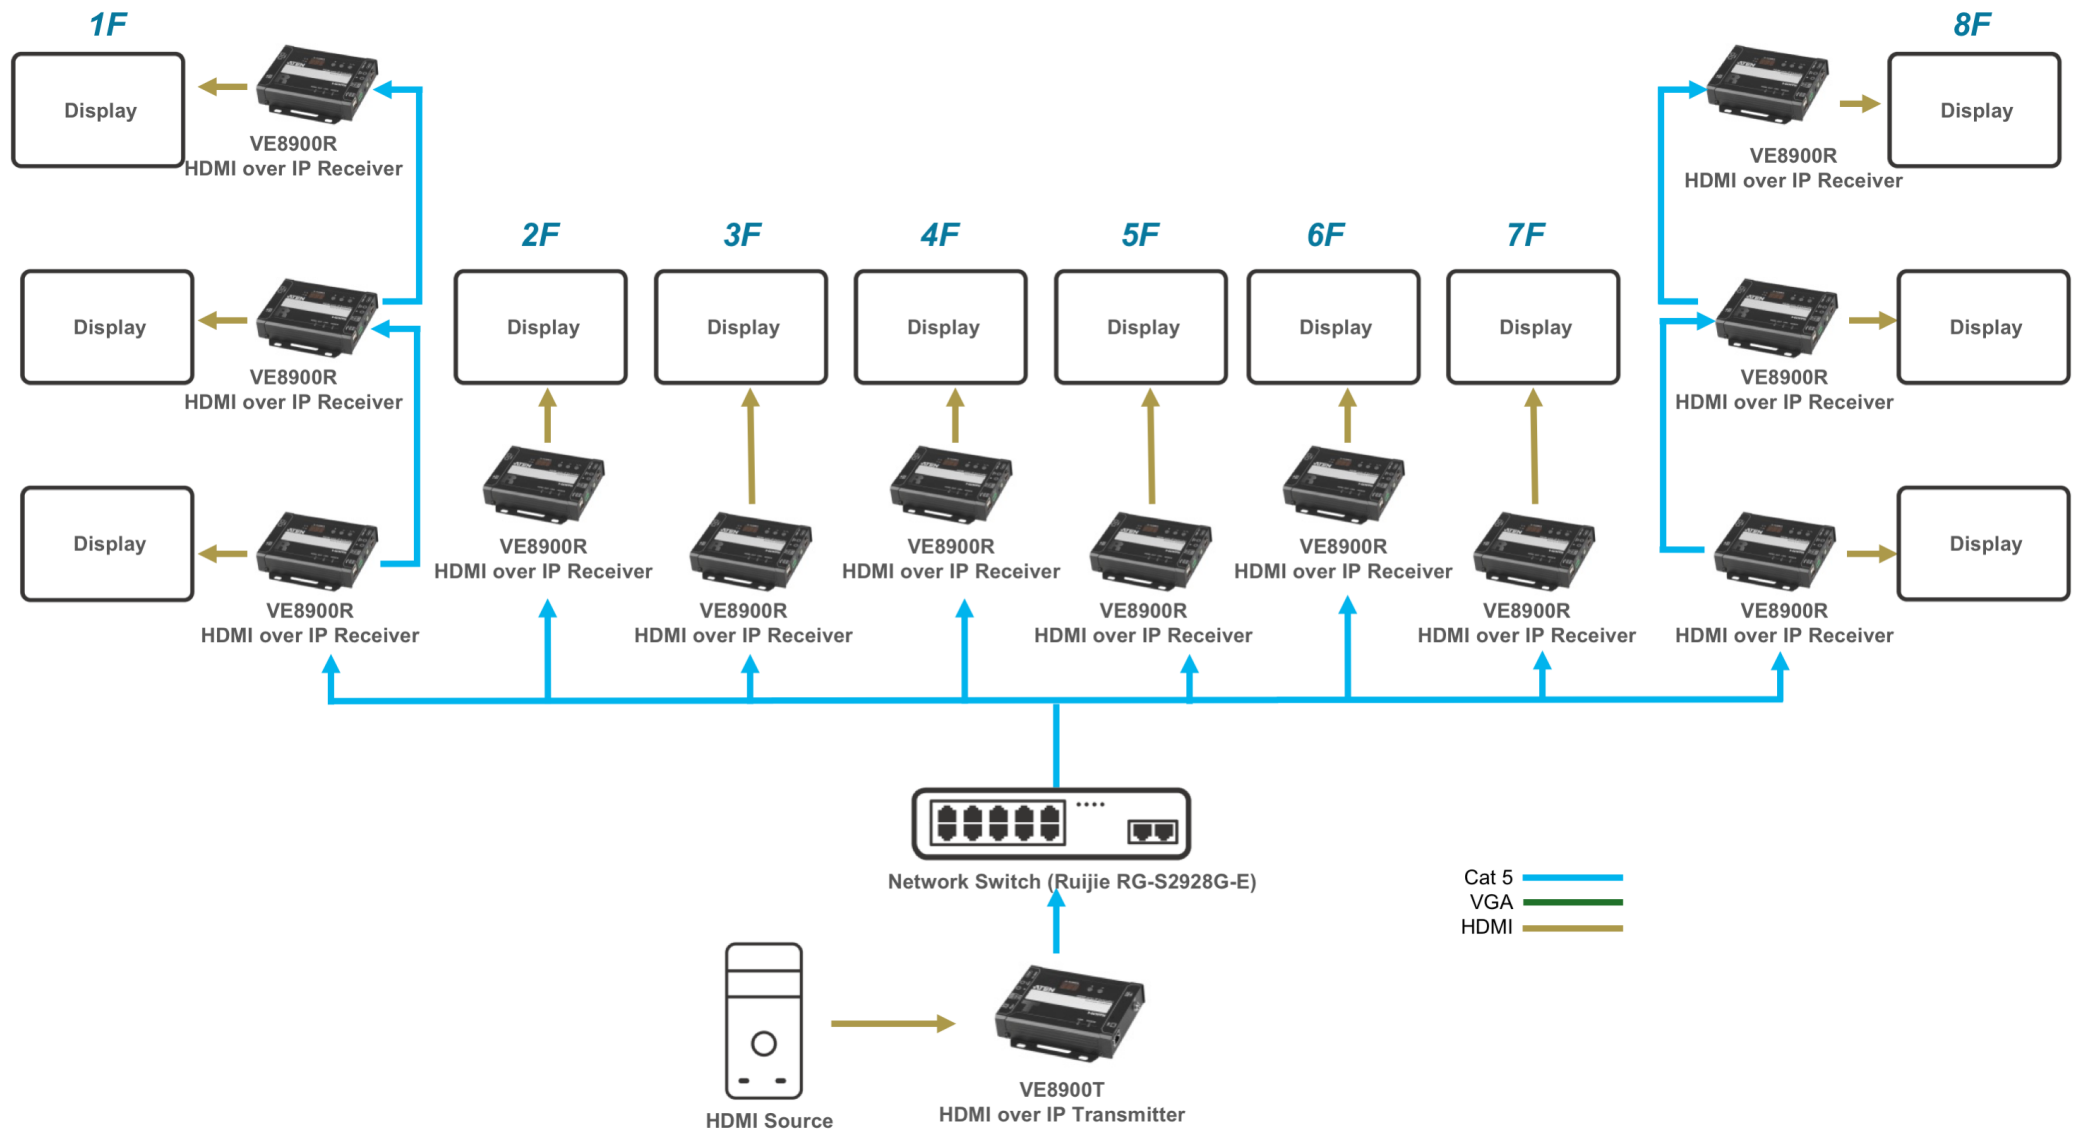 1F
8F
Display
VE8900R
HDMI over IP Receiver
VE8900R
HDMI over IP Receiver
Display
2F
3F
4F
5F
6F
7F
Display
VE8900R
HDMI over IP Receiver
Display
Display
Display
Display
Display
Display
VE8900R
HDMI over IP Receiver
Display
Display
VE8900R
HDMI over IP Receiver
VE8900R
HDMI over IP Receiver
VE8900R
HDMI over IP Receiver
VE8900R
HDMI over IP Receiver
VE8900R
HDMI over IP Receiver
VE8900R
HDMI over IP Receiver
VE8900R
HDMI over IP Receiver
VE8900R
HDMI over IP Receiver
Display
Network Switch (Ruijie RG-S2928G-E)
Cat 5
VGA
HDMI
HDMI Source
VE8900T
HDMI over IP Transmitter